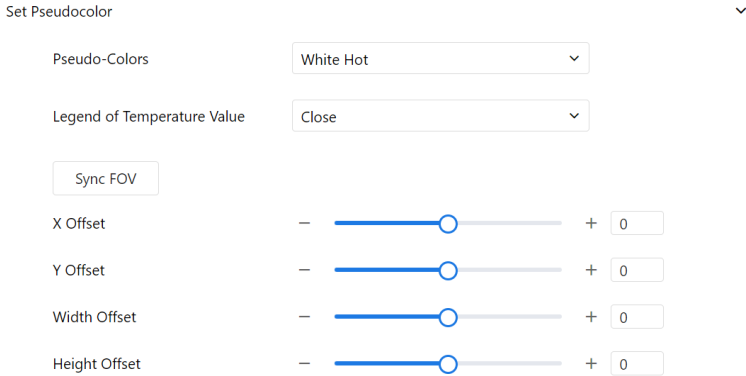 Set Pseudocolor
Pseudo-Colors White Hot
Legend of Temperature Value Close
Sync FOV
X Offset − + 0
Y Offset − + 0
Width Offset − + 0
Height Offset − + 0